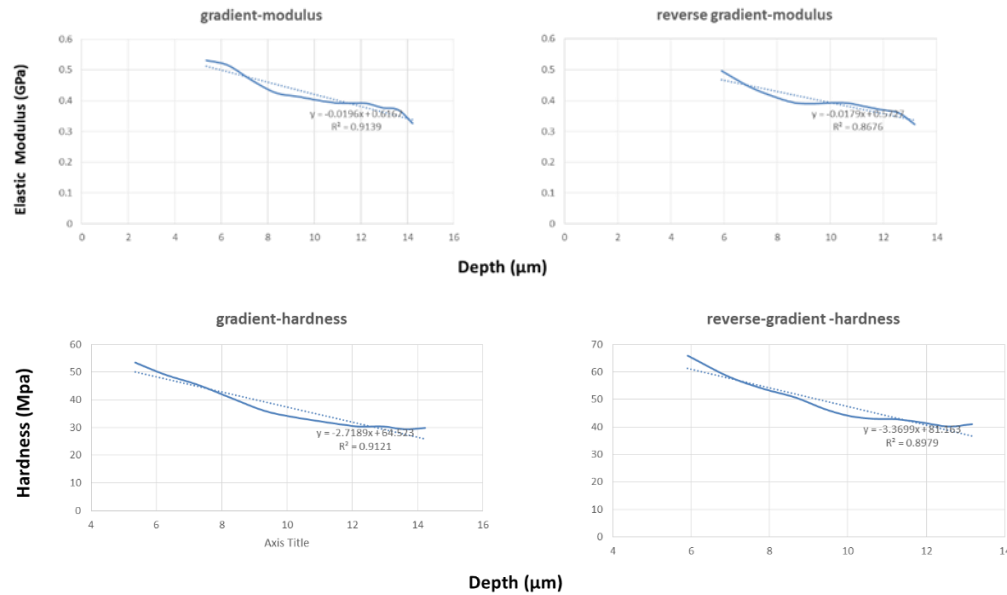 gradient-modulus
reverse gradient-modulus
Elastic Modulus (GPa)
0.6
0.5
0.4
0.3
0.2
0.1
0
y = -0.0196x + 0.6162
R² = 0.9139
0 2 4 6 8 10 12 14 16
0.6
0.5
0.4
0.3
0.2
0.1
0
y = -0.0179x + 0.5727
R² = 0.8676
0 2 4 6 8 10 12 14
Depth (µm)
gradient-hardness
reverse-gradient -hardness
Hardness (Mpa)
60
50
40
30
20
10
0
y = -2.7189x + 64.523
R² = 0.9121
4 6 8 10 12 14 16
Axis Title
70
60
50
40
30
20
10
0
y = -3.3699x + 81.163
R² = 0.8979
4 6 8 10 12 14
Depth (µm)